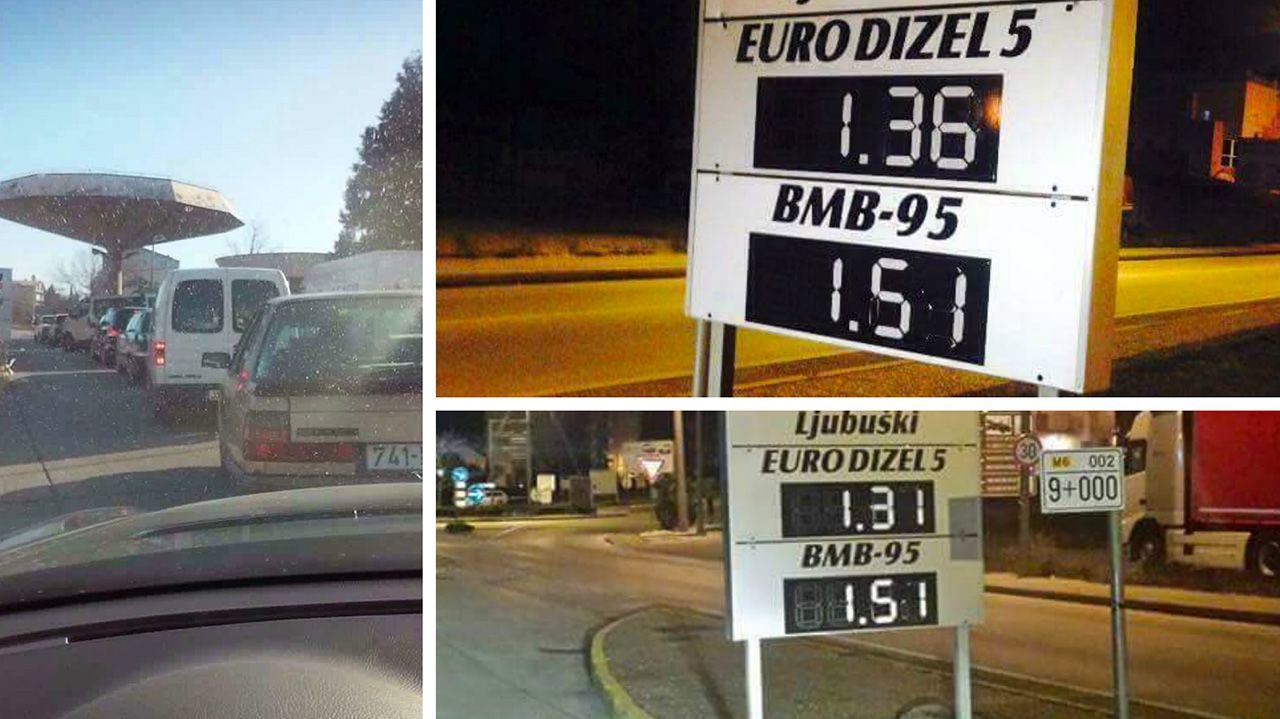 741-
EURO DIZEL 5
1.36
BMB-95
1.51
Ljubuški
EURO DIZEL 5
1.31
BMB-95
1.51
30
M6 002
9+000